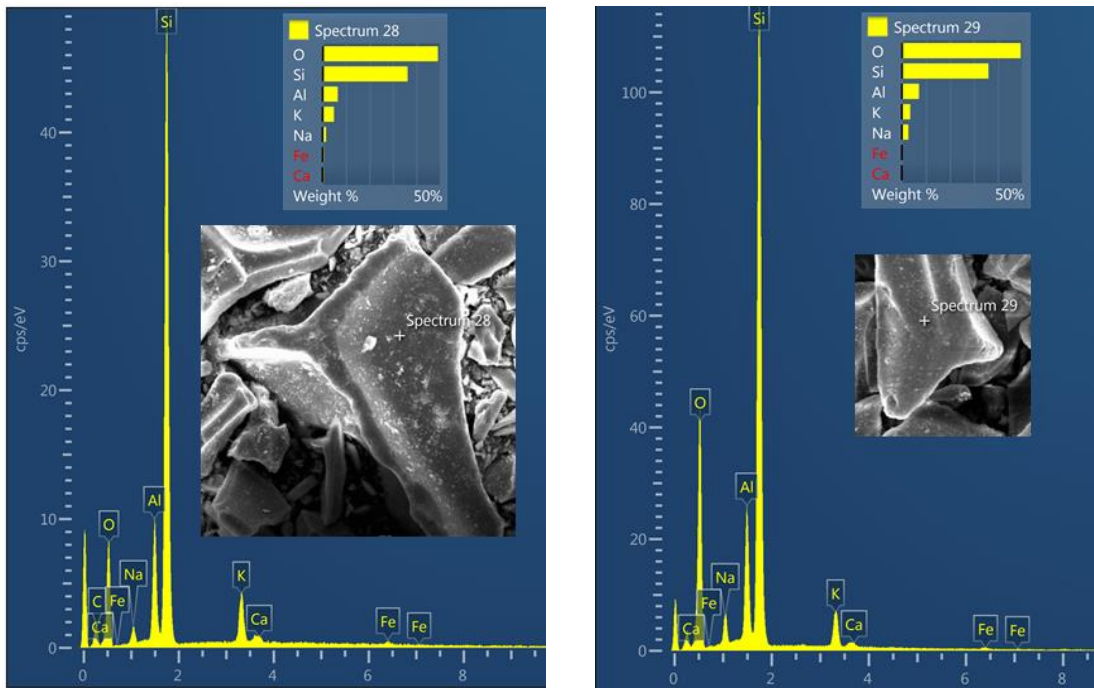 Si
Spectrum 28
O
Si
Al
K
Na
Fe
Ca
Weight % 50%
40
30
cps/eV
20
10
0
Spectrum 28
Al
O
Na
C Fe
Ca
K
Ca
Fe Fe
0 2 4 6 8
Si
Spectrum 29
O
Si
Al
K
Na
Fe
Ca
Weight % 50%
100
80
60
cps/eV
40
20
0
Spectrum 29
O
Al
Na
Fe
Ca
K
Ca
Fe Fe
0 2 4 6 8